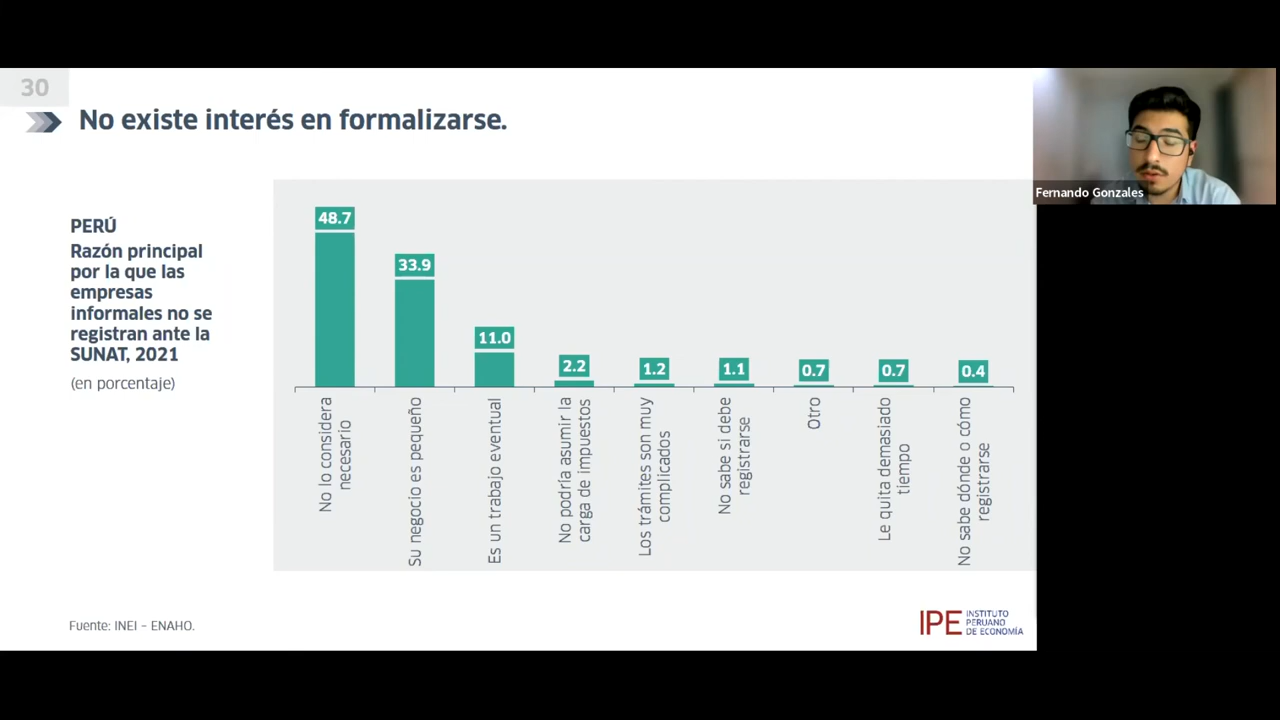 30
No existe interés en formalizarse.
Fernando Gonzales
PERÚ
Razón principal
por la que las
empresas
informales no se
registran ante la
SUNAT, 2021
(en porcentaje)
48.7
33.9
11.0
2.2
1.2
1.1
0.7
0.7
0.4
No lo considera
necesario
Su negocio es pequeño
Es un trabajo eventual
No podría asumir la
carga de impuestos
Los trámites son muy
complicados
No sabe si debe
registrarse
Otro
Le quita demasiado
tiempo
No sabe dónde o cómo
registrarse
Fuente: INEI – ENAHO.
IPE
INSTITUTO
PERUANO
DE ECONOMÍA